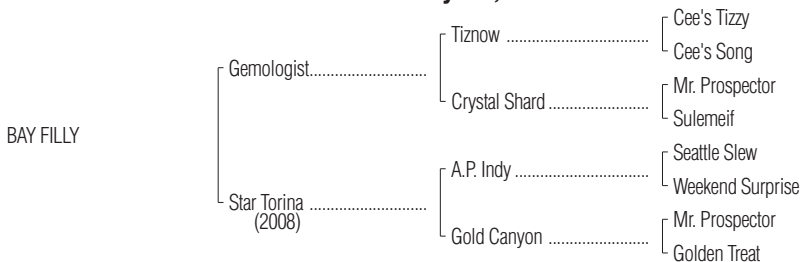 Cee's Tizzy
Tiznow
Cee's Song
Gemologist
Mr. Prospector
Crystal Shard
Sulemeif
BAY FILLY
Seattle Slew
A.P. Indy
Weekend Surprise
Star Torina
(2008)
Mr. Prospector
Gold Canyon
Golden Treat